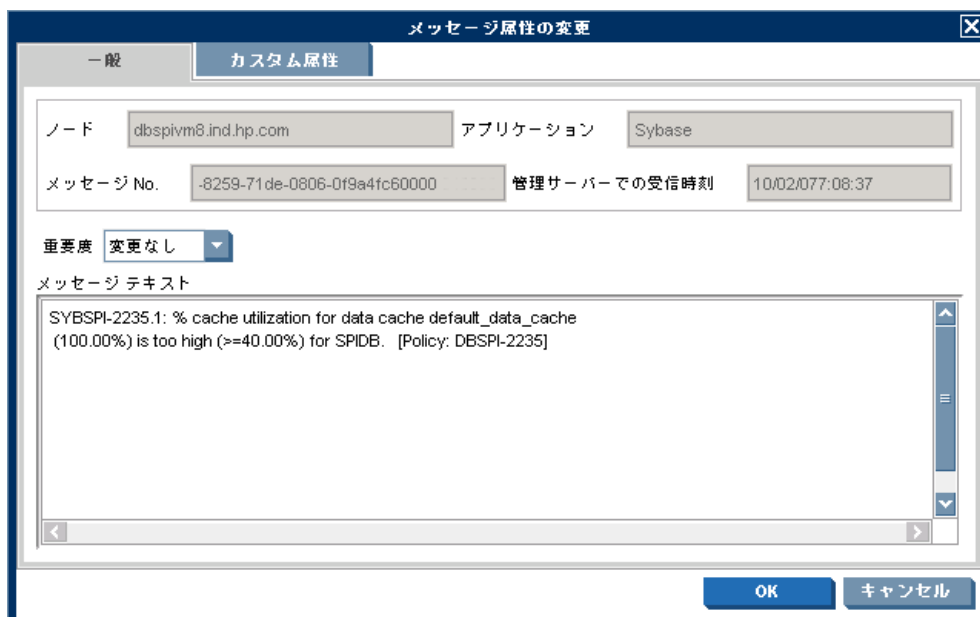 メッセージ属性の変更
一般
カスタム属性
ノード dbspivm8.ind.hp.com アプリケーション Sybase
メッセージ No. -8259-71de-0806-0f9a4fc60000 管理サーバーでの受信時刻 10/02/077:08:37
重要度 変更なし
メッセージ テキスト
SYBSPI-2235.1: % cache utilization for data cache default_data_cache
(100.00%) is too high (>=40.00%) for SPIDB. [Policy: DBSPI-2235]
OK
キャンセル